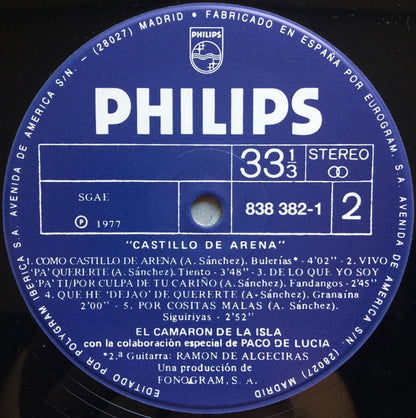 EDITADO POR POLYGRAM IBERICA S.A. AVENIDA DE AMERICA S/N. - (28027) MADRID • FABRICADO EN ESPAÑA POR EUROGRAM, S.A. AVENIDA DE AMERICA S/N. - (28027) MADRID
PHILIPS
PHILIPS
33 1/3
STEREO
SGAE
Ⓟ 1977
838 382-1
2
"CASTILLO DE ARENA"
1. COMO CASTILLO DE ARENA (A. Sánchez). Bulerías* - 4'02" - 2. VIVO
'PA' QUERERTE (A. Sánchez). Tiento - 3'48" - 3. DE LO QUE YO SOY
'PA' TI/POR CULPA DE TU CARIÑO (A. Sánchez). Fandangos - 2'45"
4. QUE HE 'DEJAO' DE QUERERTE (A. Sánchez). Granaína
2'00" - 5. POR COSITAS MALAS (A. Sánchez).
Siguiriyas - 2'52"
EL CAMARON DE LA ISLA
con la colaboración especial de PACO DE LUCIA
*2.ª Guitarra: RAMON DE ALGECIRAS
Una producción de
FONOGRAM, S. A.